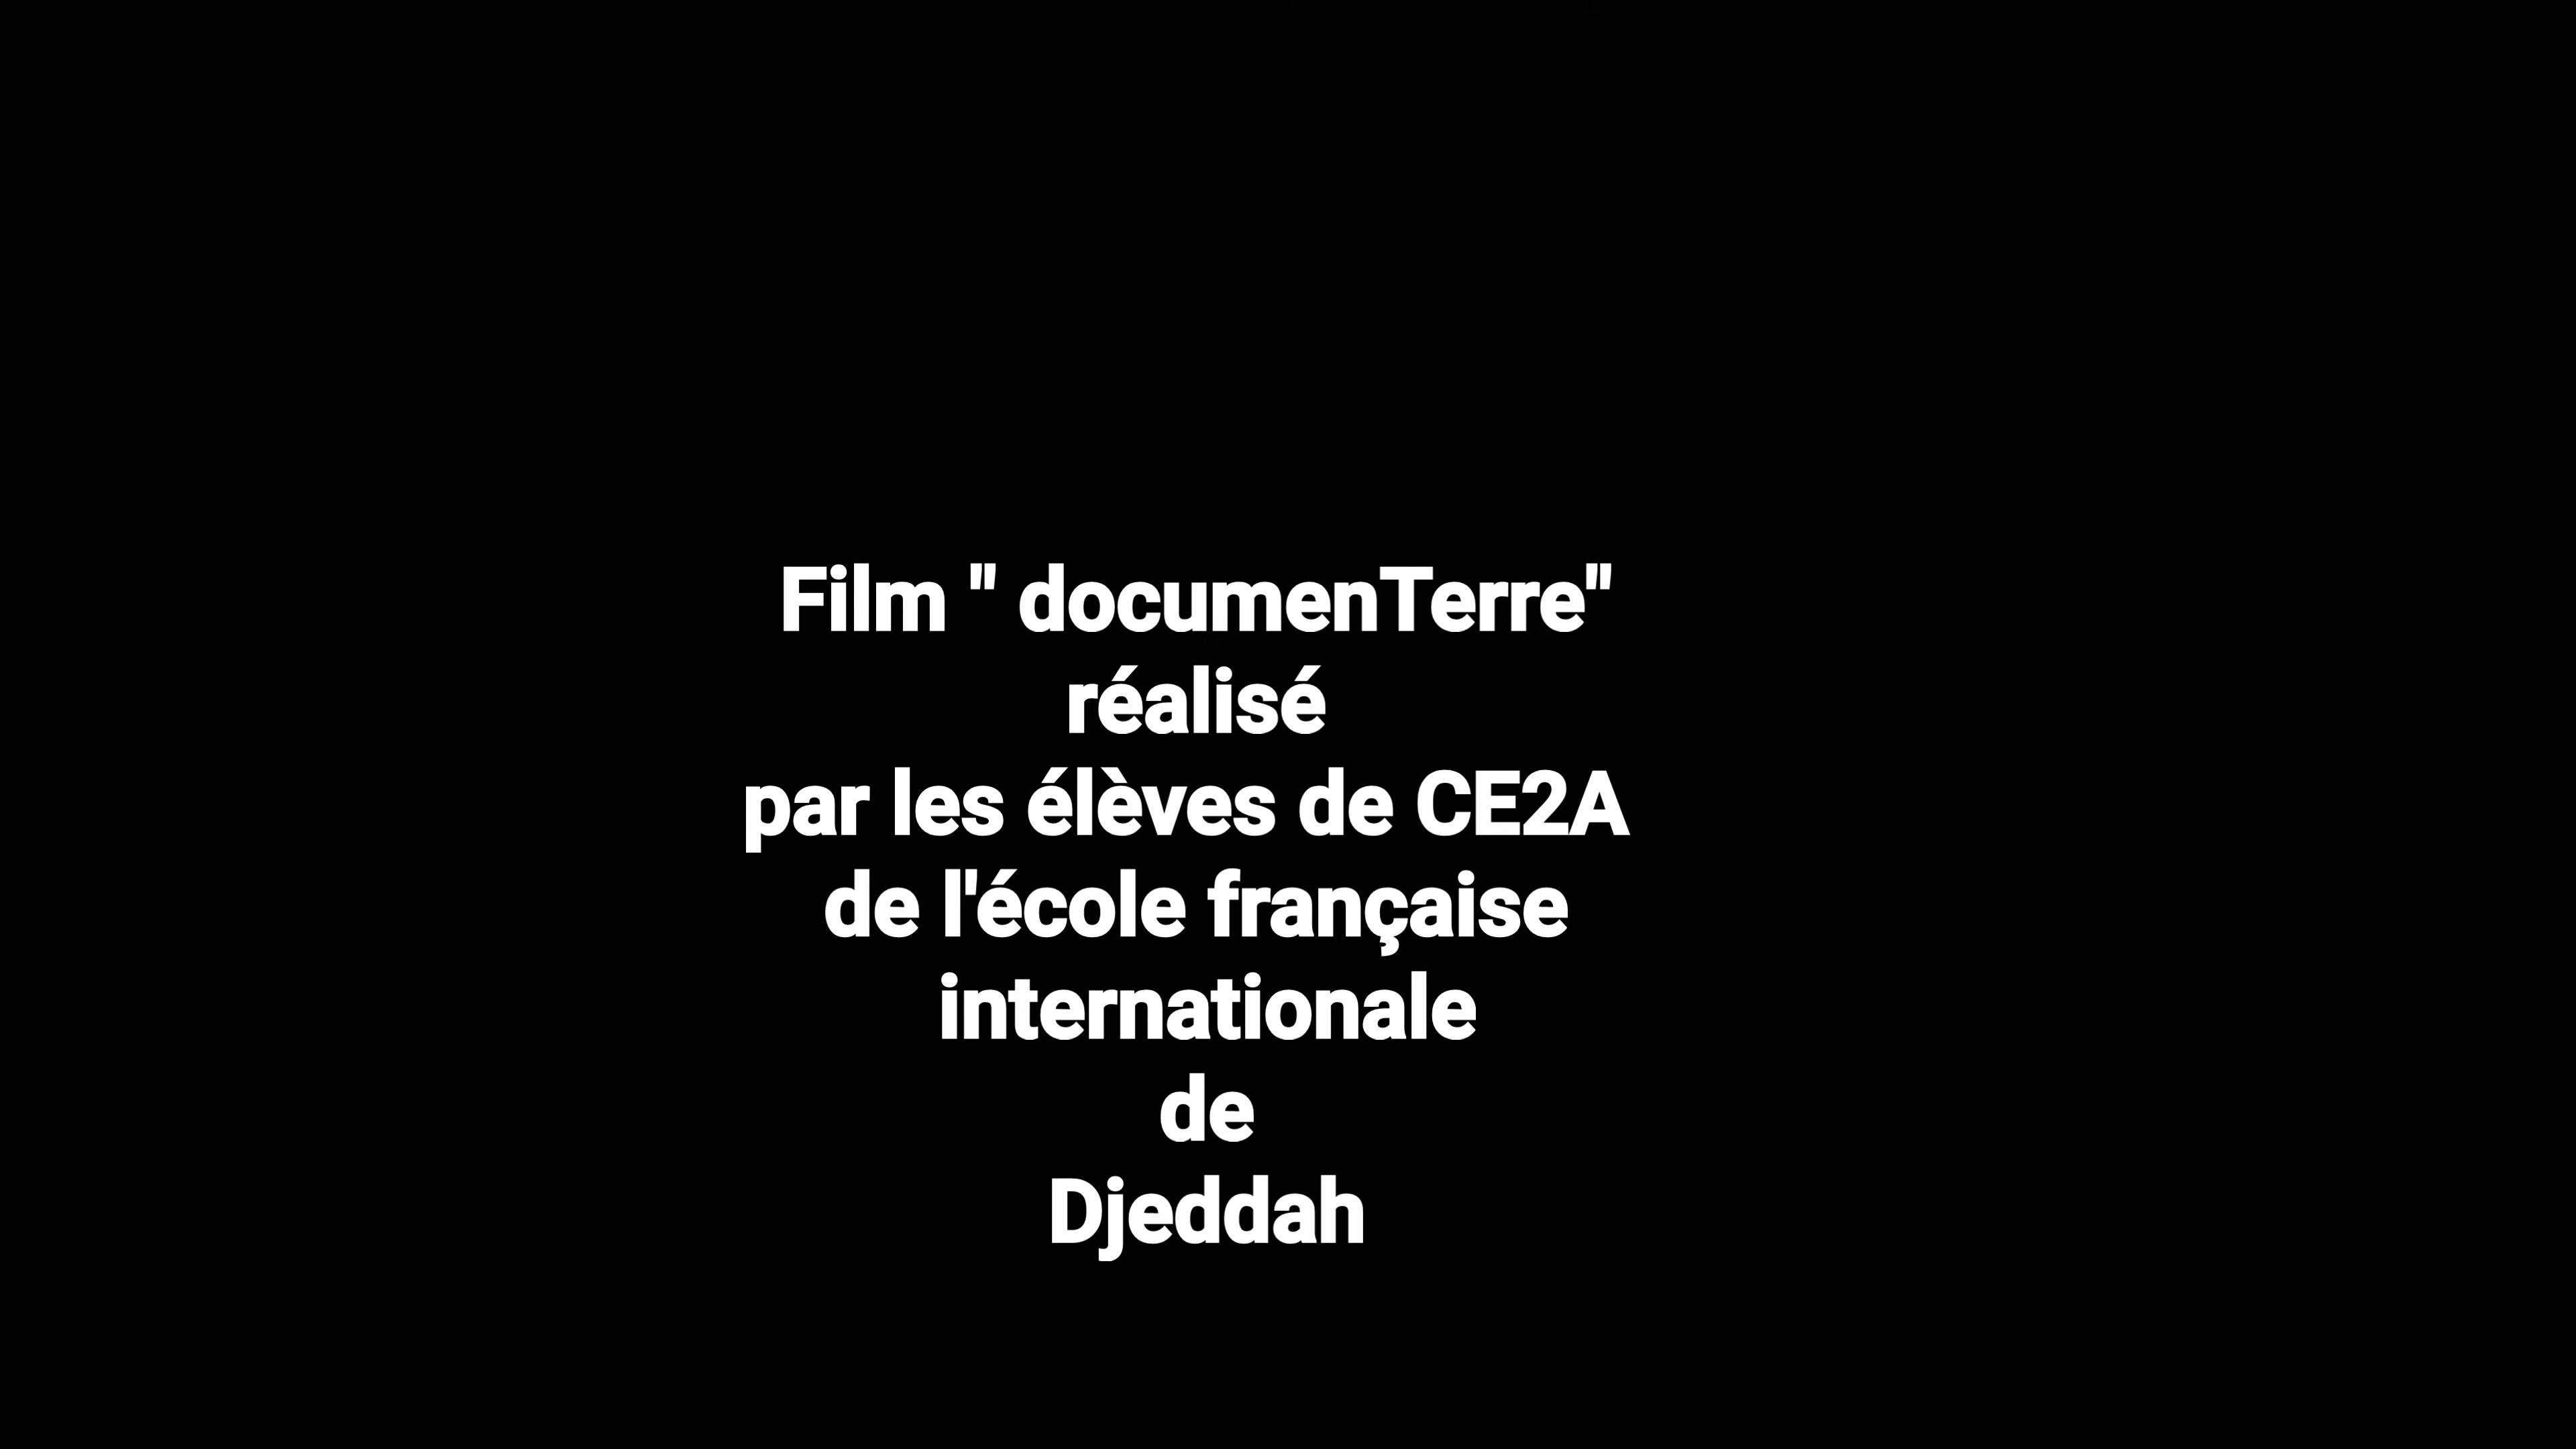 Film " documenTerre"
réalisé
par les élèves de CE2A
de l'école française
internationale
de
Djeddah